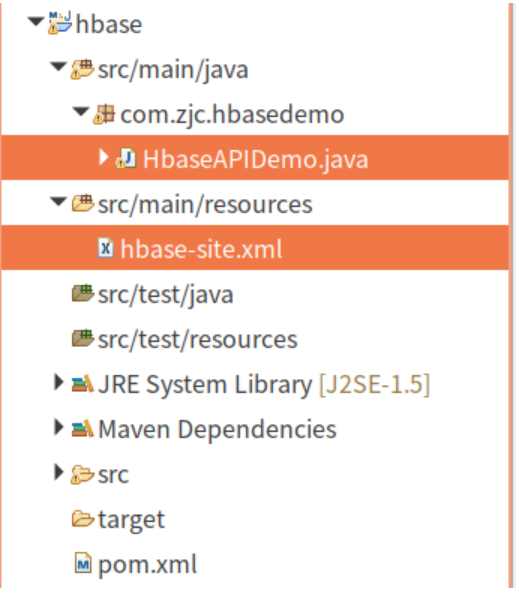 hbase
src/main/java
com.zjc.hbasedemo
HbaseAPIDemo.java
src/main/resources
hbase-site.xml
src/test/java
src/test/resources
JRE System Library [J2SE-1.5]
Maven Dependencies
src
target
pom.xml